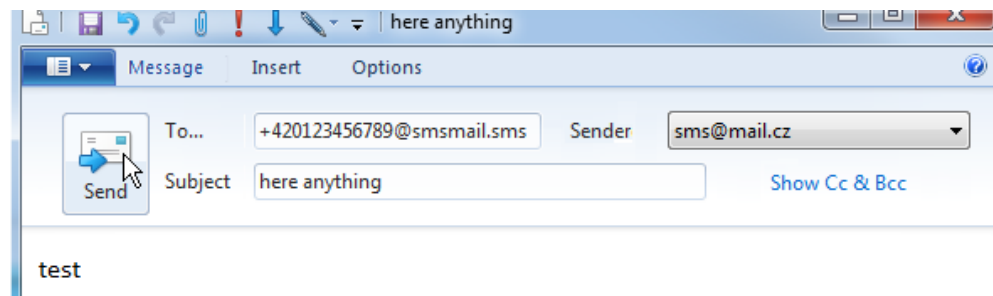 here anything
Message Insert Options
To... +420123456789@smsmail.sms Sender sms@mail.cz
Send Subject here anything Show Cc & Bcc
test